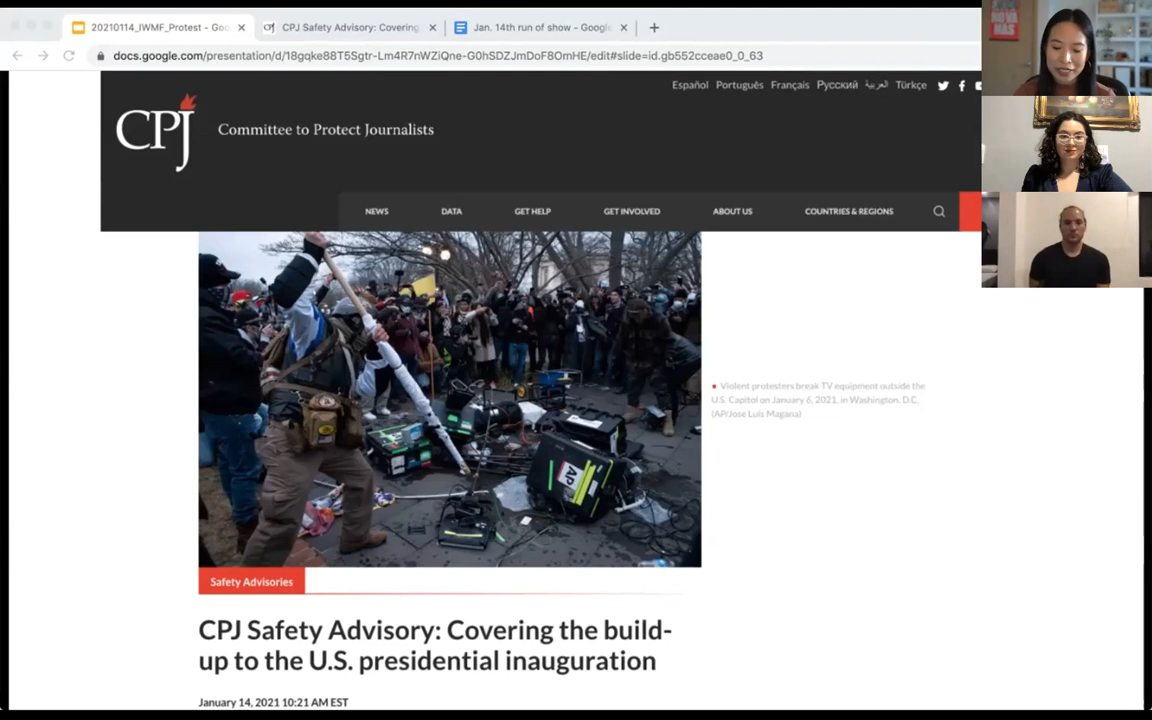 20210114_IWMF_Protest - Goo
CPJ Safety Advisory: Covering
Jan. 14th run of show - Google
docs.google.com/presentation/d/18gqke88T5Sgtr-Lm4R7nWZiQne-G0hSDZJmDoF8OmHE/edit#slide=id.gb552cceae0_0_63
Español Português Français Русский العربية Türkçe
CPJ
Committee to Protect Journalists
NEWS DATA GET HELP GET INVOLVED ABOUT US COUNTRIES & REGIONS
AP
Violent protesters break TV equipment outside the
U.S. Capitol on January 6, 2021, in Washington. D.C.
(AP/Jose Luis Magana)
Safety Advisories
CPJ Safety Advisory: Covering the build-
up to the U.S. presidential inauguration
January 14, 2021 10:21 AM EST